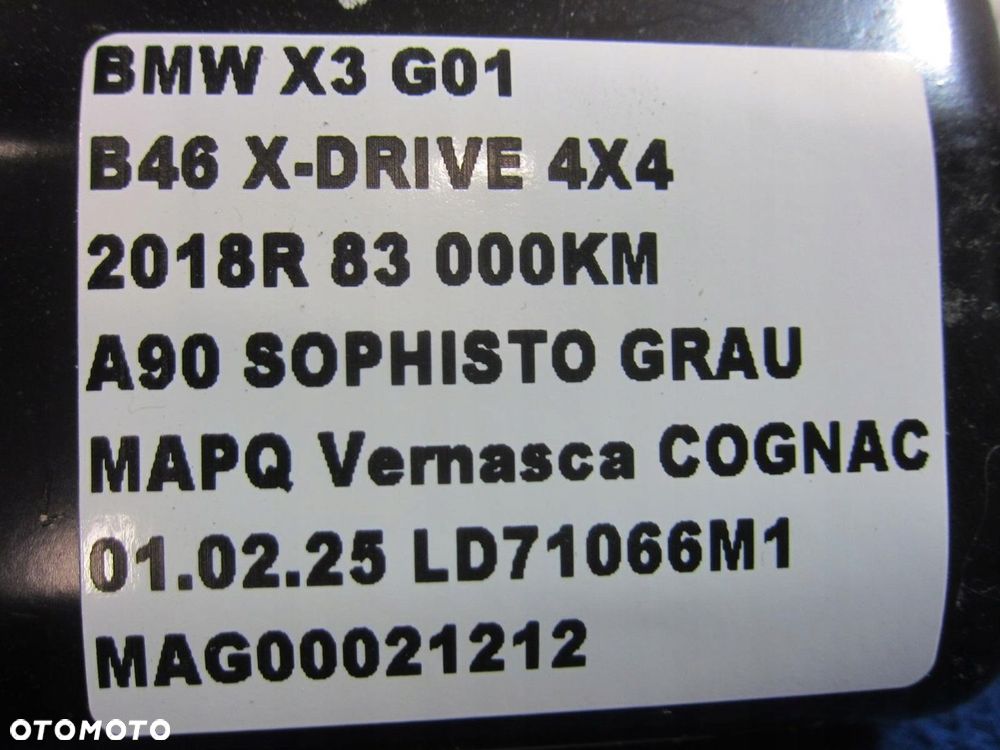 BMW X3 G01
B46 X-DRIVE 4X4
2018R 83 000KM
A90 SOPHISTO GRAU
MAPQ Vernasca COGNAC
01.02.25 LD71066M1
MAG00021212
OTOMOTO